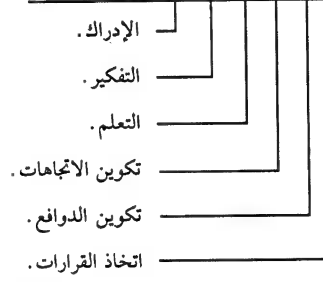 الإدراك.
التفكير.
التعلم.
تكوين الاتجاهات.
تكوين الدوافع.
اتخاذ القرارات.